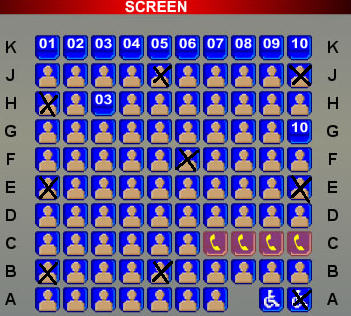 SCREEN
K 01 02 03 04 05 06 07 08 09 10 K
J J
H 03 H
G 10 G
F F
E E
D D
C C
B B
A A